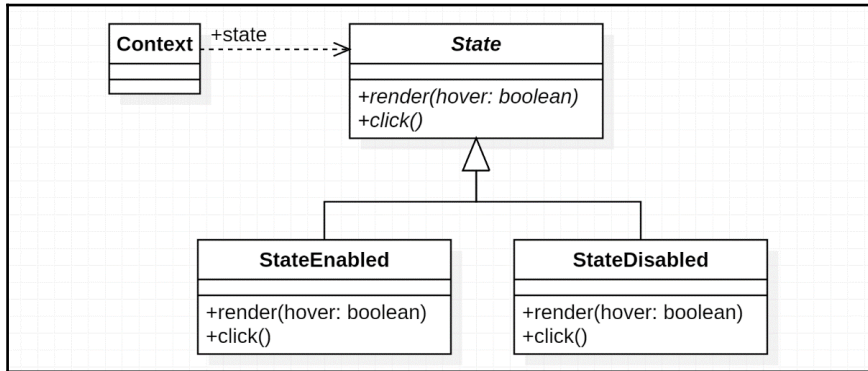 Context
+state
State
+render(hover: boolean)
+click()
StateEnabled
+render(hover: boolean)
+click()
StateDisabled
+render(hover: boolean)
+click()